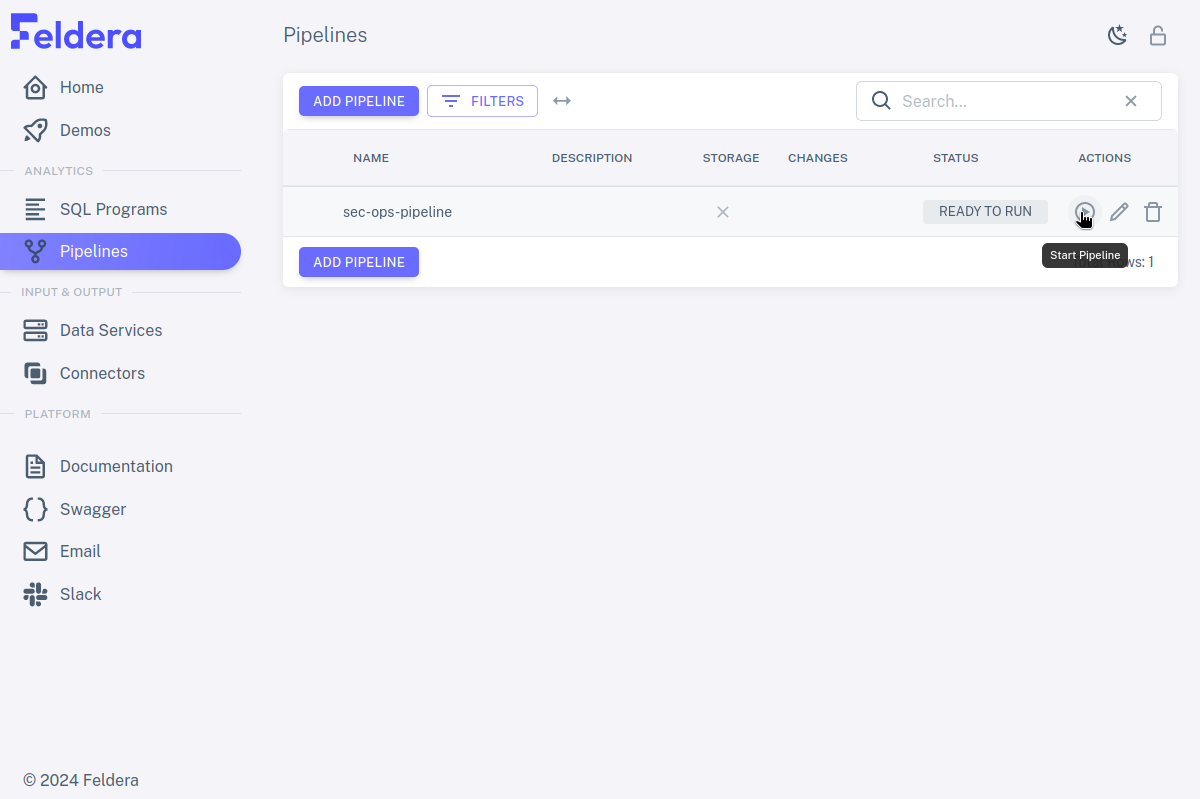 Feldera
Pipelines
Home
Demos
ANALYTICS
SQL Programs
Pipelines
INPUT & OUTPUT
Data Services
Connectors
PLATFORM
Documentation
Swagger
Email
Slack
© 2024 Feldera
ADD PIPELINE FILTERS Search...
NAME DESCRIPTION STORAGE CHANGES STATUS ACTIONS
sec-ops-pipeline READY TO RUN
Start Pipeline
ADD PIPELINE ws: 1